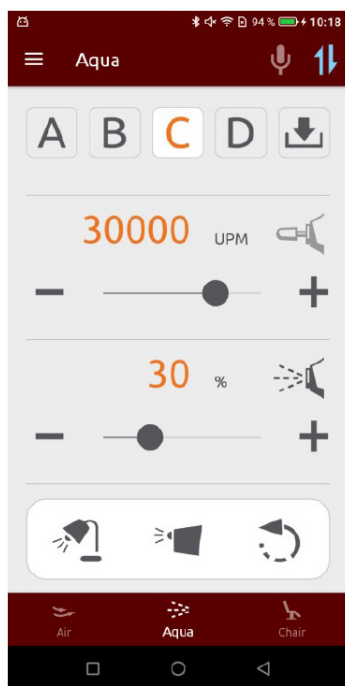 94 % 10:18
Aqua
A B C D
30000 UPM
30 %
Air Aqua Chair